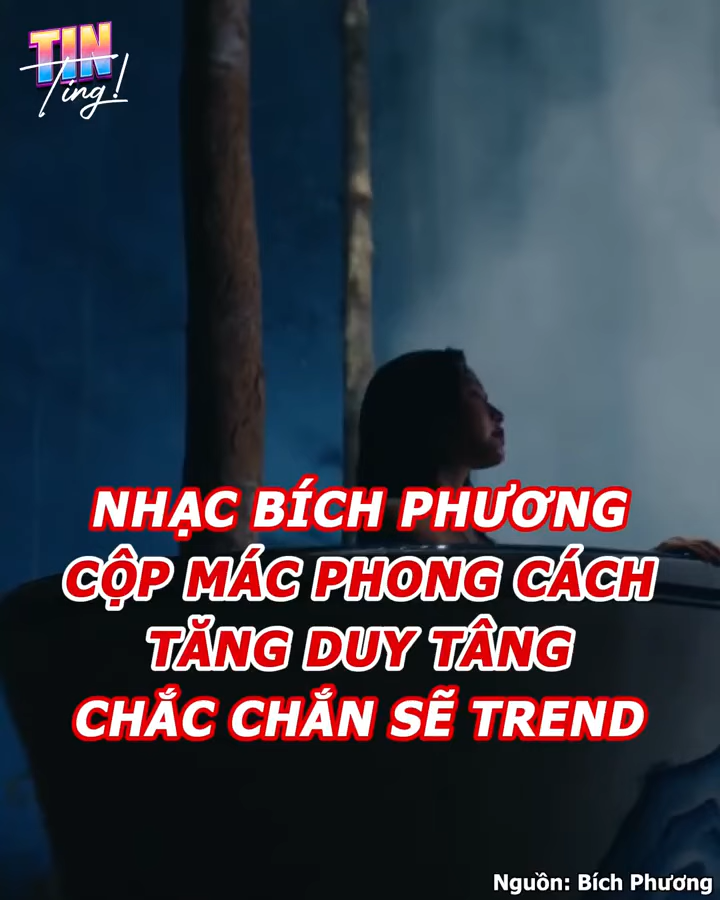 TIN
Ting!
NHẠC BÍCH PHƯƠNG
CỘP MÁC PHONG CÁCH
TĂNG DUY TÂNG
CHẮC CHẮN SẼ TREND
Nguồn: Bích Phương